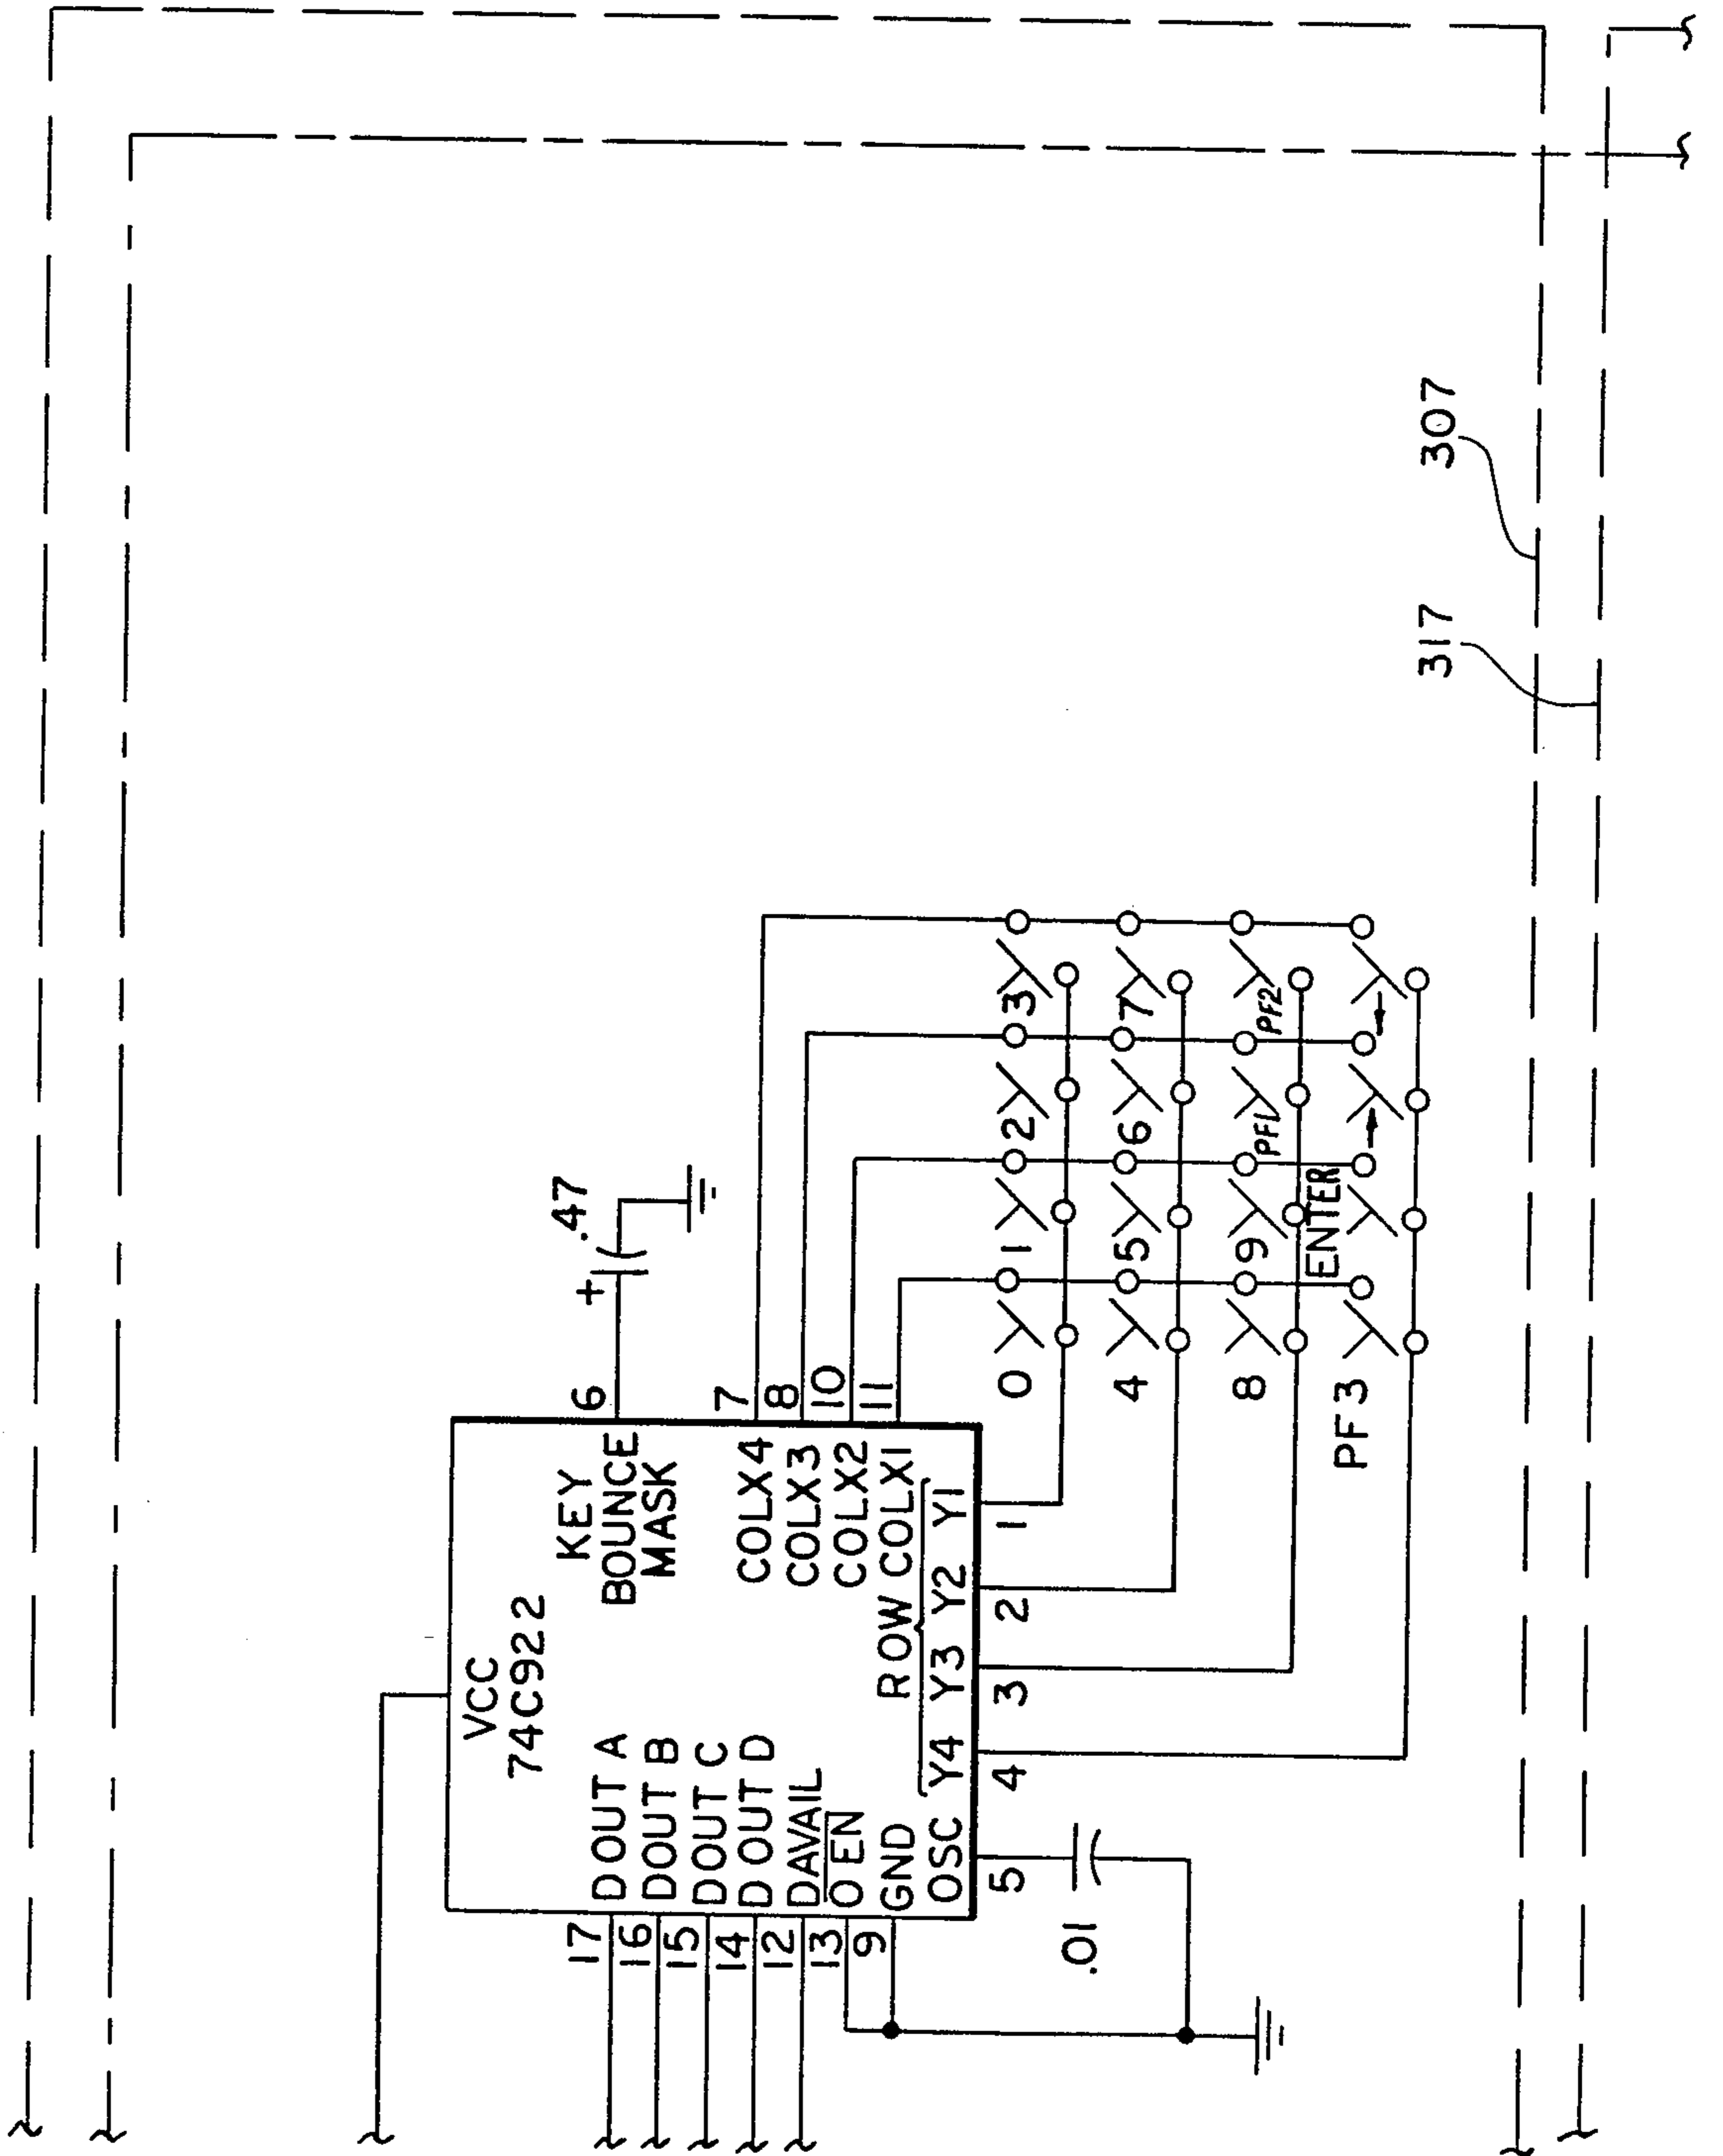 VCC
74C922
KEY
BOUNCE
MASK
6
+
.47
D OUT A
17
DOUT B
16
DOUT C
15
D OUT D
14
DAVAIL
12
O EN
13
GND
9
OSC
5
.01
COLX4
7
COLX3
8
COLX2
10
COLX1
11
ROW
Y4 Y3 Y2 Y1
4 3 2 1
0 1 2 3
4 5 6 7
8 9 PF1 PF2
PF3 ENTER
317
307